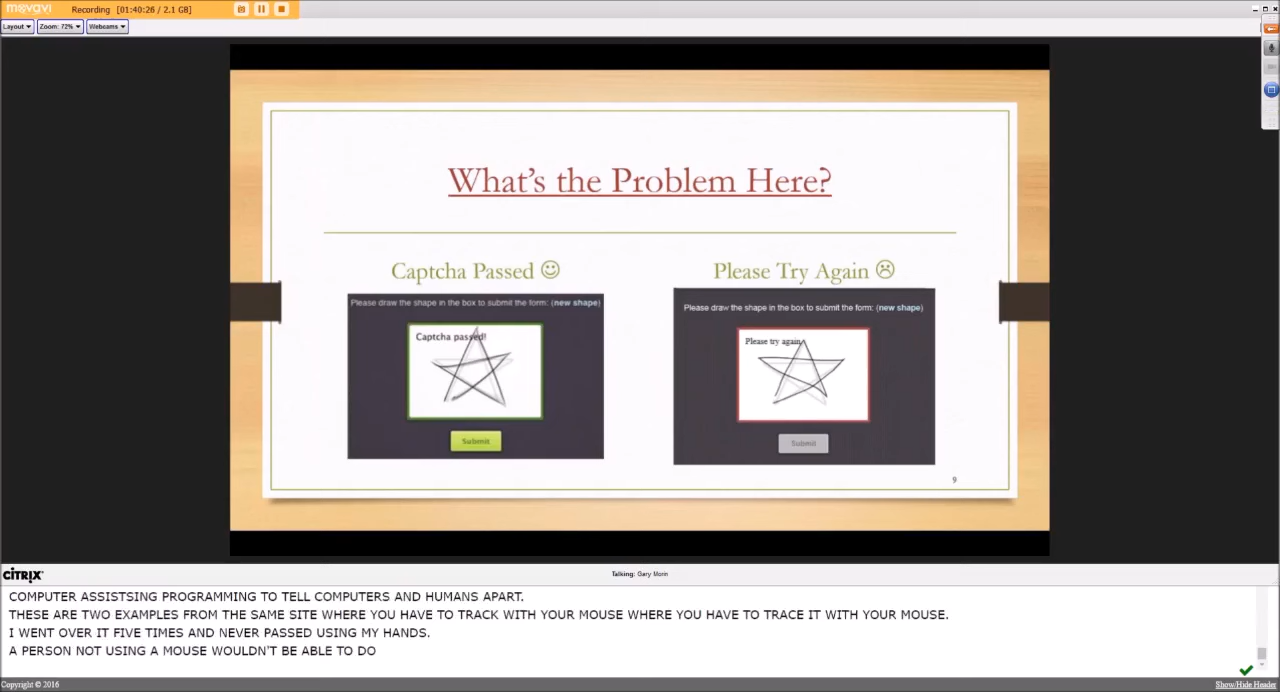 movavi Recording [01:40:26 / 2.1 GB]
Layout Zoom: 72% Webcams
What's the Problem Here?
Captcha Passed ☺
Please Try Again ☹
Please draw the shape in the box to submit the form: (new shape)
Captcha passed!
Submit
Please draw the shape in the box to submit the form: (new shape)
Please try again
Submit
9
CITRIX
Talking: Gary Morin
COMPUTER ASSISTSING PROGRAMMING TO TELL COMPUTERS AND HUMANS APART.
THESE ARE TWO EXAMPLES FROM THE SAME SITE WHERE YOU HAVE TO TRACK WITH YOUR MOUSE WHERE YOU HAVE TO TRACE IT WITH YOUR MOUSE.
I WENT OVER IT FIVE TIMES AND NEVER PASSED USING MY HANDS.
A PERSON NOT USING A MOUSE WOULDN'T BE ABLE TO DO
Copyright © 2016
Show/Hide Header